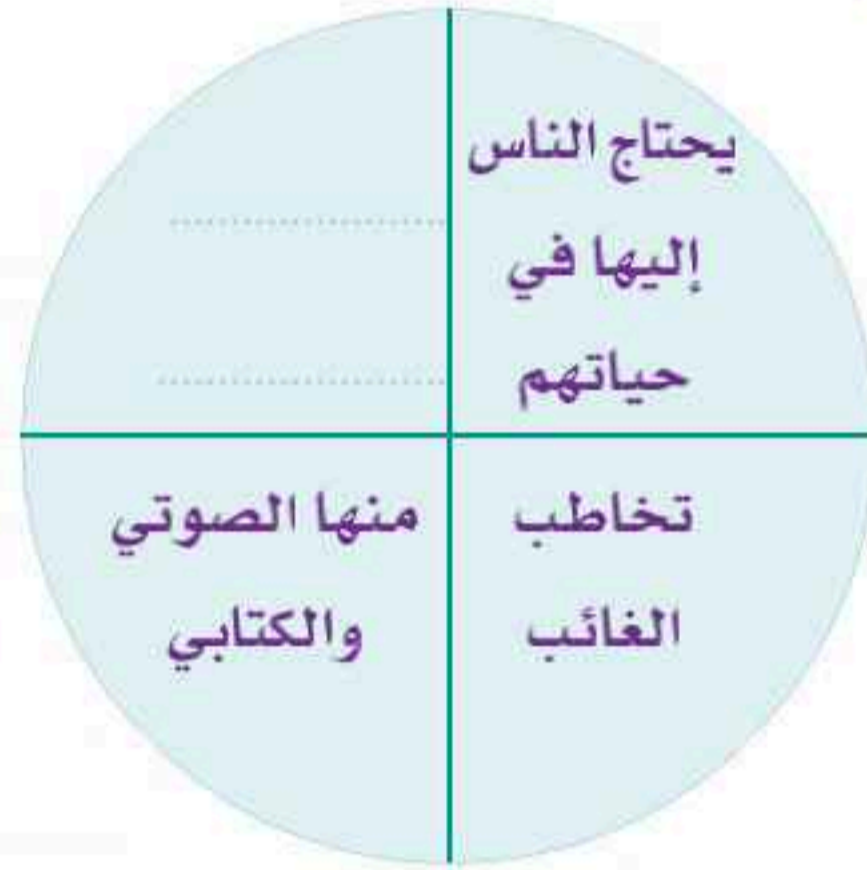 يحتاج الناس
إليها في
حياتهم
تخاطب
الغائب
منها الصوتي
والكتابي